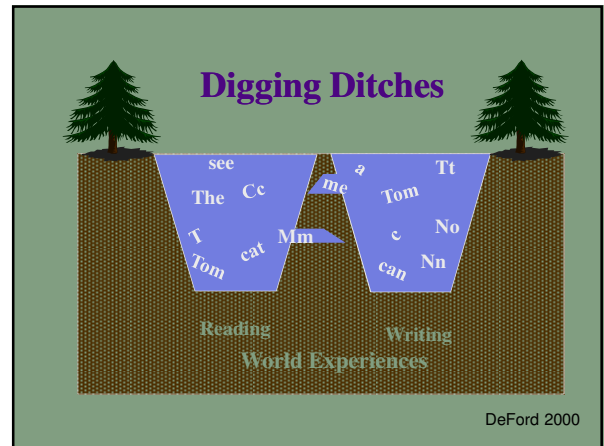 Digging Ditches
see
The Cc
T
Tom
cat
Mm
me
a
Tt
Tom
c
No
can
Nn
Reading
Writing
World Experiences
DeFord 2000